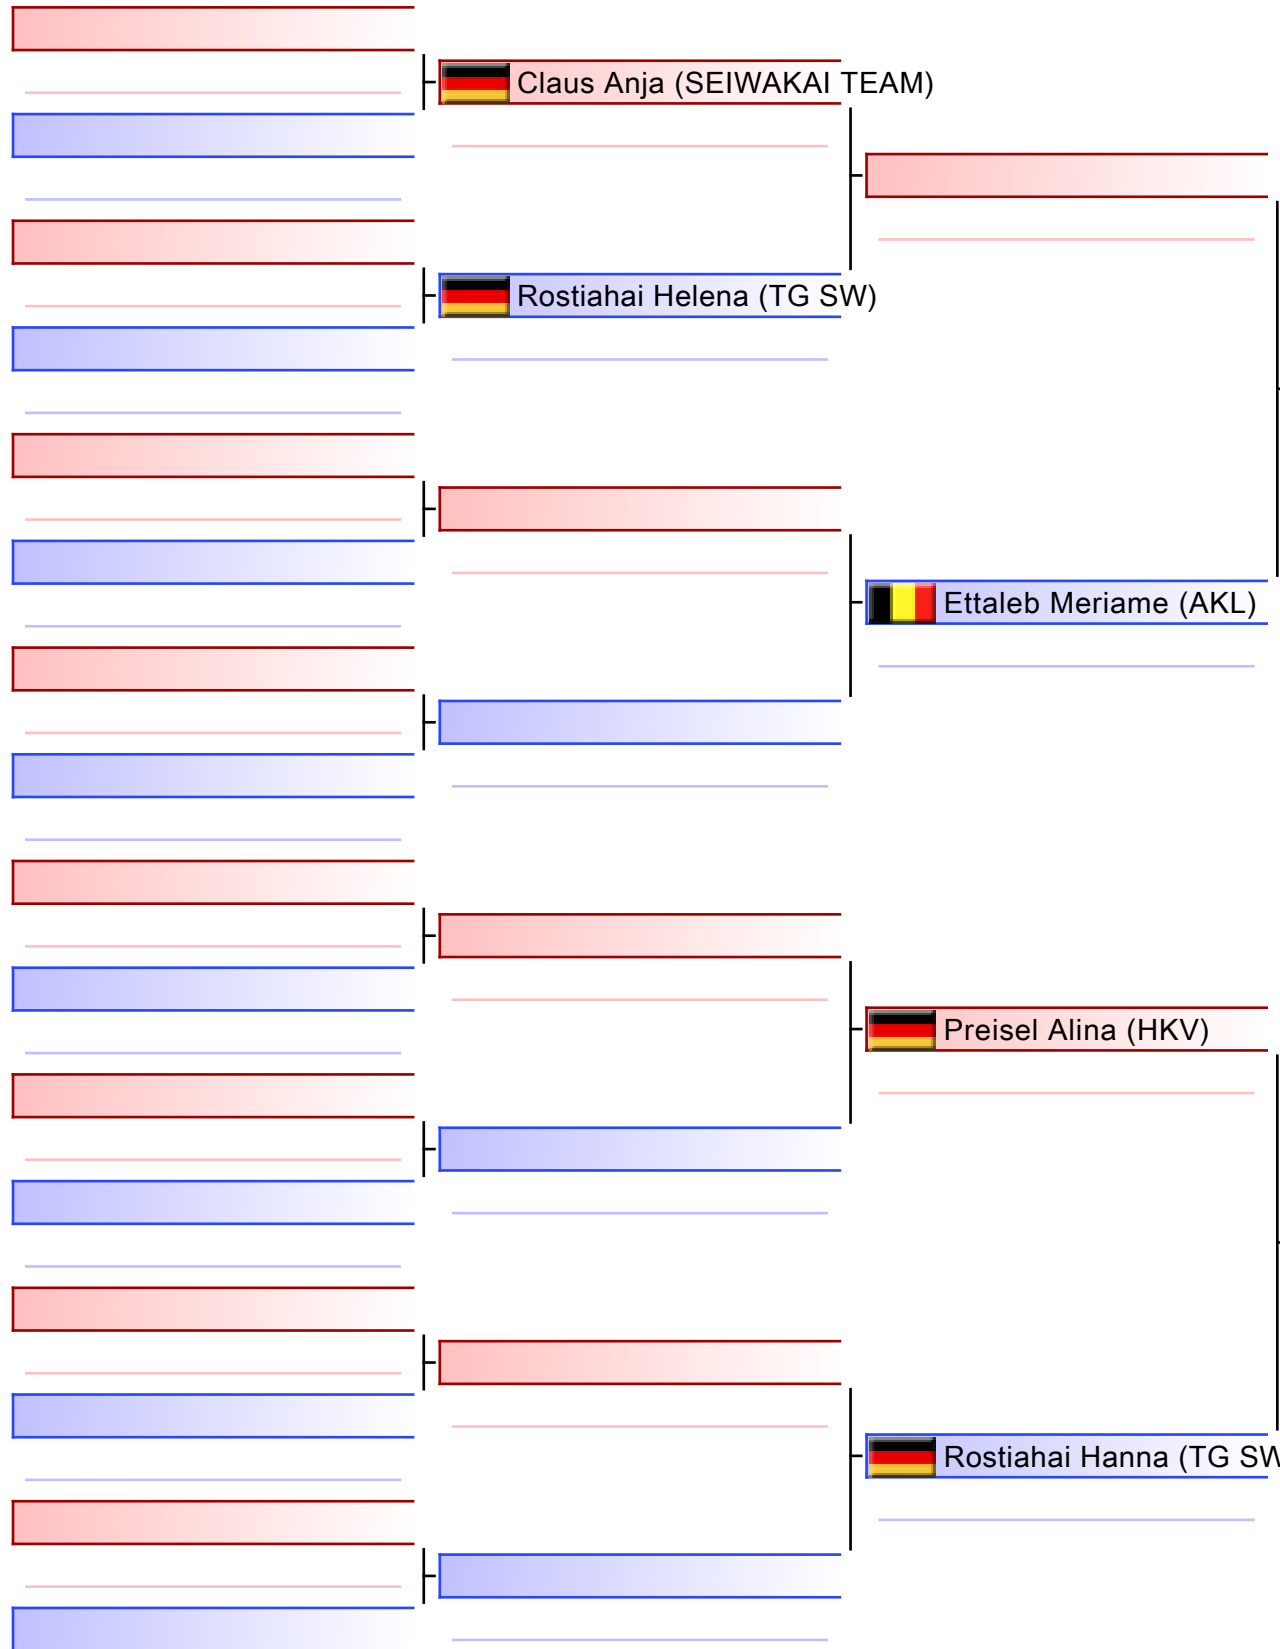 Claus Anja (SEIWAKAI TEAM)
Rostiahai Helena (TG SW)
Ettaleb Meriame (AKL)
Preisel Alina (HKV)
Rostiahai Hanna (TG SW